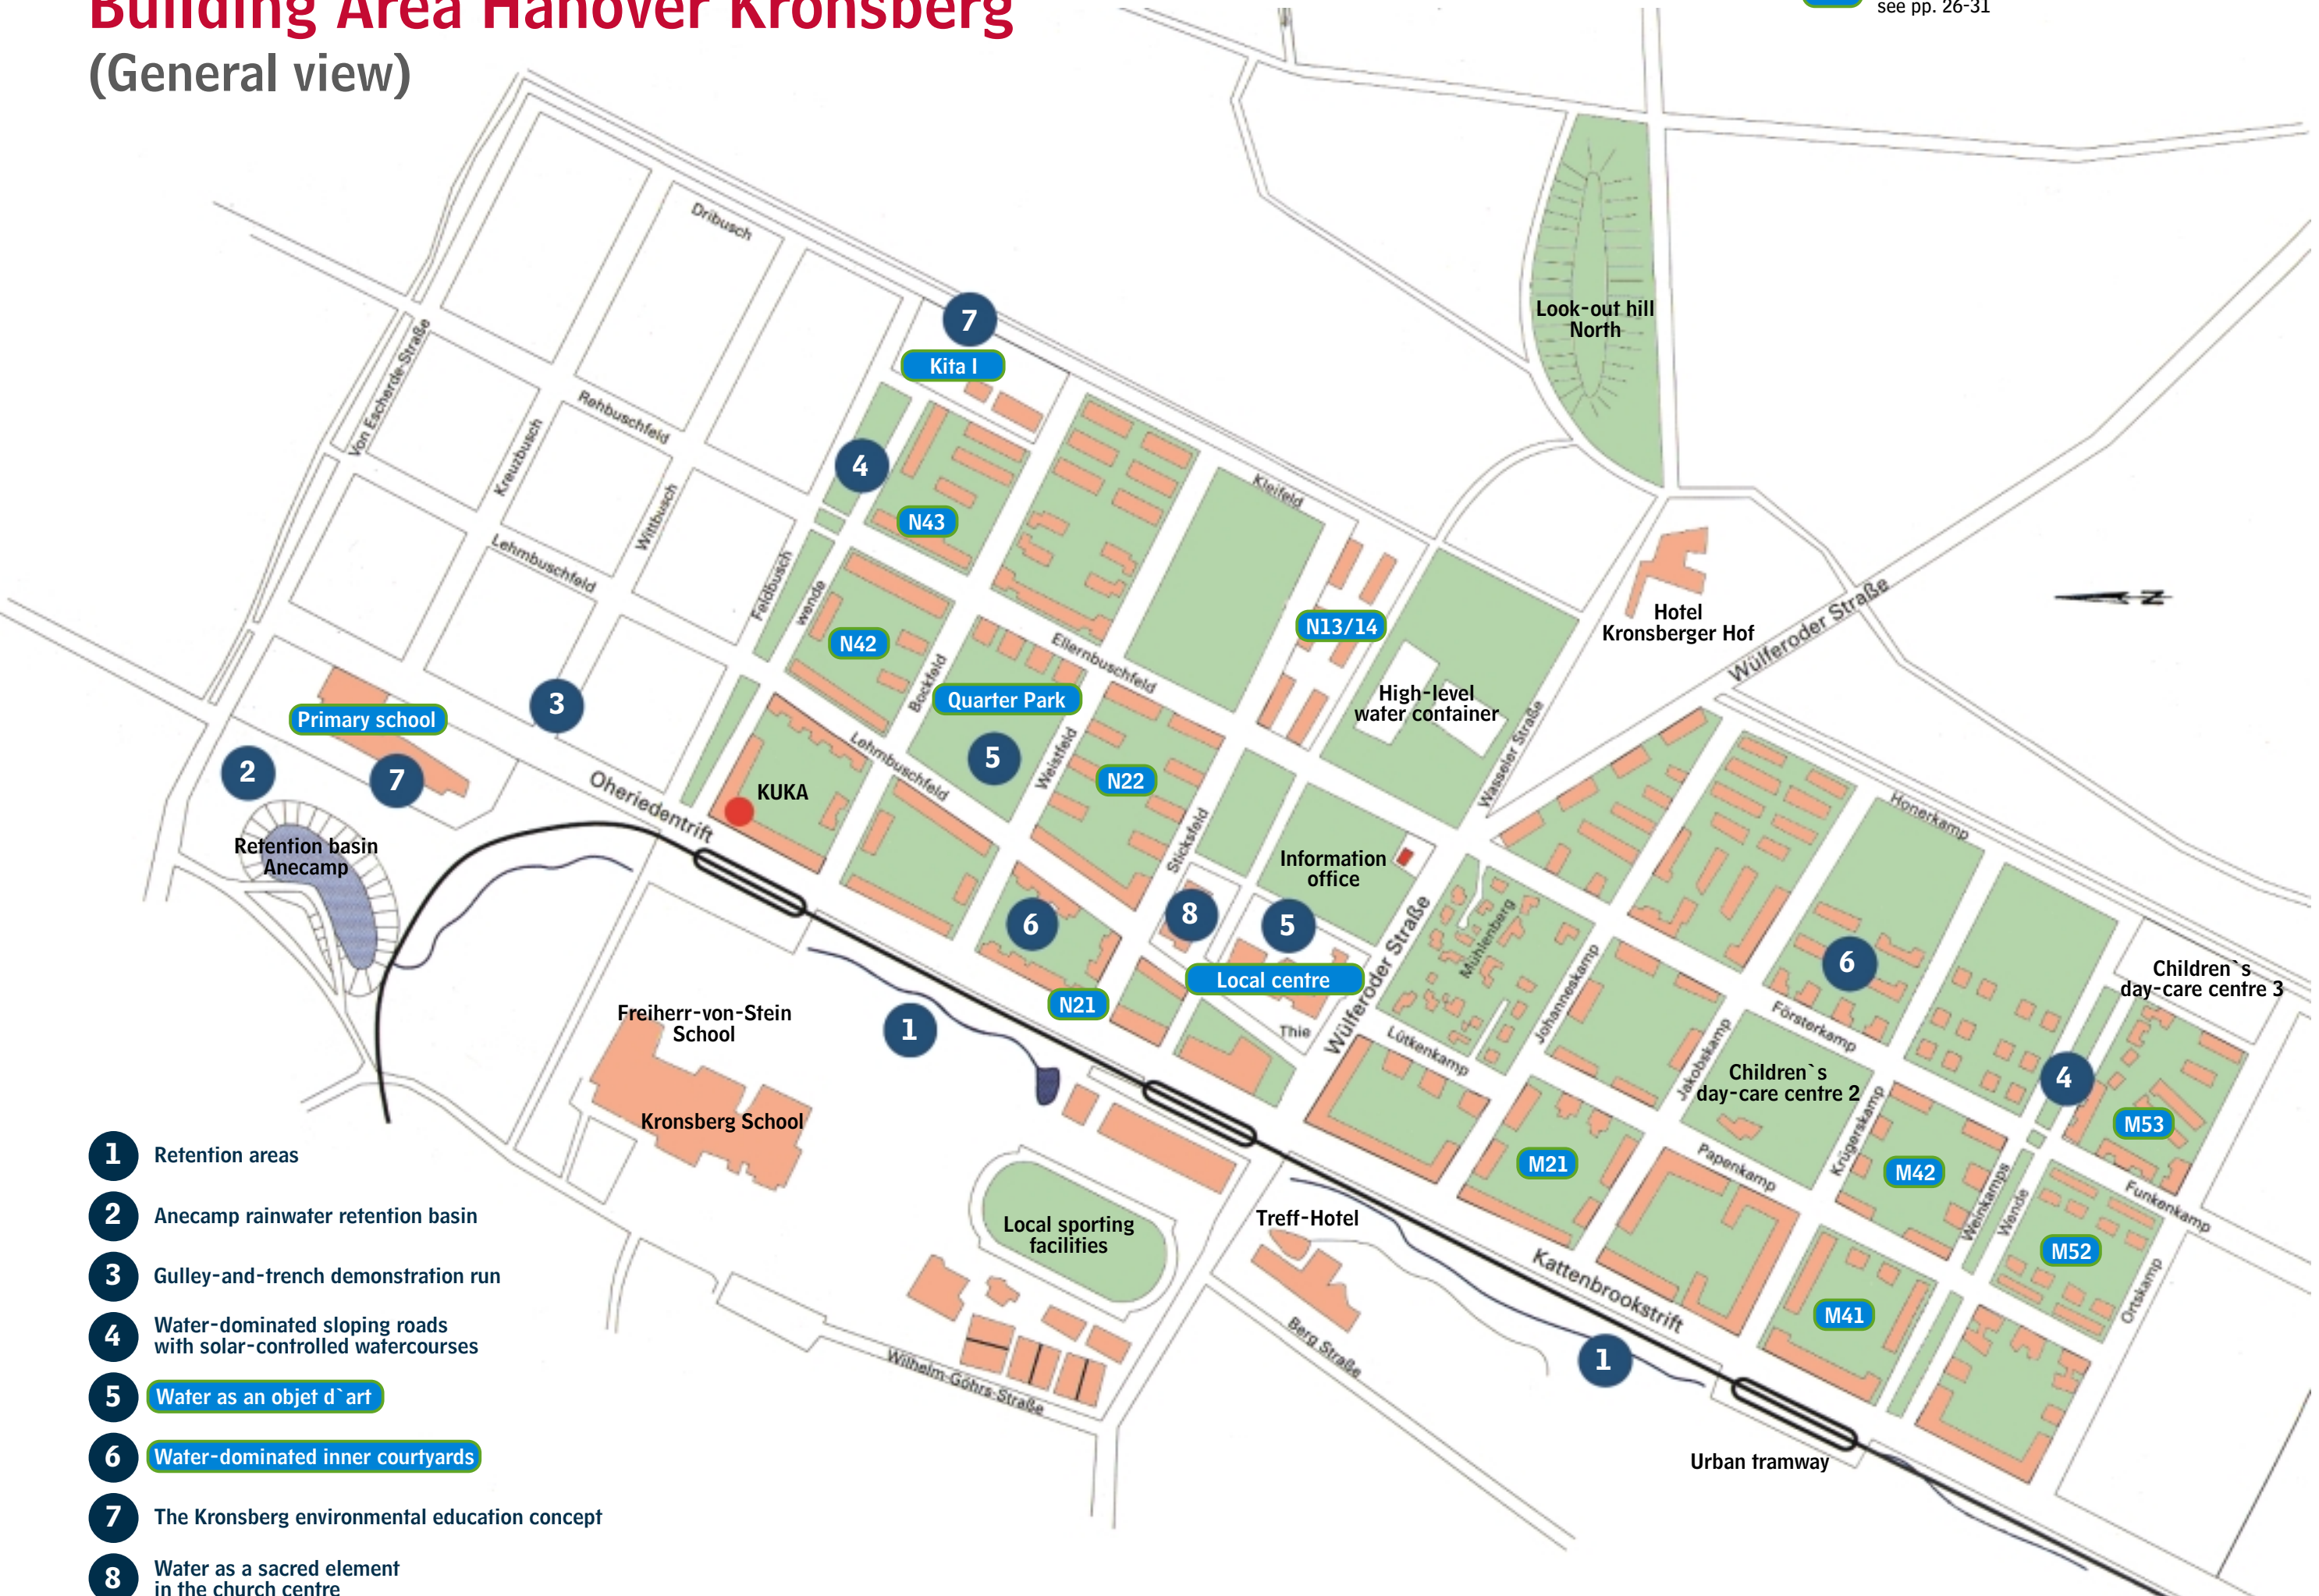 Building Area Hanover Kronsberg
(General view)
see pp. 26-31
Dribusch
7
Kita I
Look-out hill
North
Von Escherde-Straße
Kreuzbusch
Rehbuschfeld
Wittbusch
4
N43
Kleifeld
Lehmbuschfeld
Feldbusch
wende
N42
N13/14
Hotel
Kronsberger Hof
N
Wülferoder Straße
Bockfeld
Ellernbuschfeld
Quarter Park
5
Weistfeld
N22
High-level
water container
Wasseler Straße
Primary school
3
2
7
Oheriedentrift
KUKA
Lehmbuschfeld
Sticksfeld
Information
office
Honerkamp
Retention basin
Anecamp
6
8
5
Local centre
N21
Thie
Wülferoder Straße
Mühlenberg
Johanneskamp
Lütkenkamp
6
Försterkamp
Children`s
day-care centre 3
Jakobskamp
Children`s
day-care centre 2
4
M53
Freiherr-von-Stein
School
1
Kronsberg School
M21
Papenkamp
Krügerskamp
M42
Weinkamps
Wende
Funkenkamp
M52
Ortskamp
Local sporting
facilities
Treff-Hotel
Berg Straße
Kattenbrookstrift
M41
1
Wilhelm-Göhrs-Straße
Urban tramway
1 Retention areas
2 Anecamp rainwater retention basin
3 Gulley-and-trench demonstration run
4 Water-dominated sloping roads
with solar-controlled watercourses
5 Water as an objet d`art
6 Water-dominated inner courtyards
7 The Kronsberg environmental education concept
8 Water as a sacred element
in the church centre